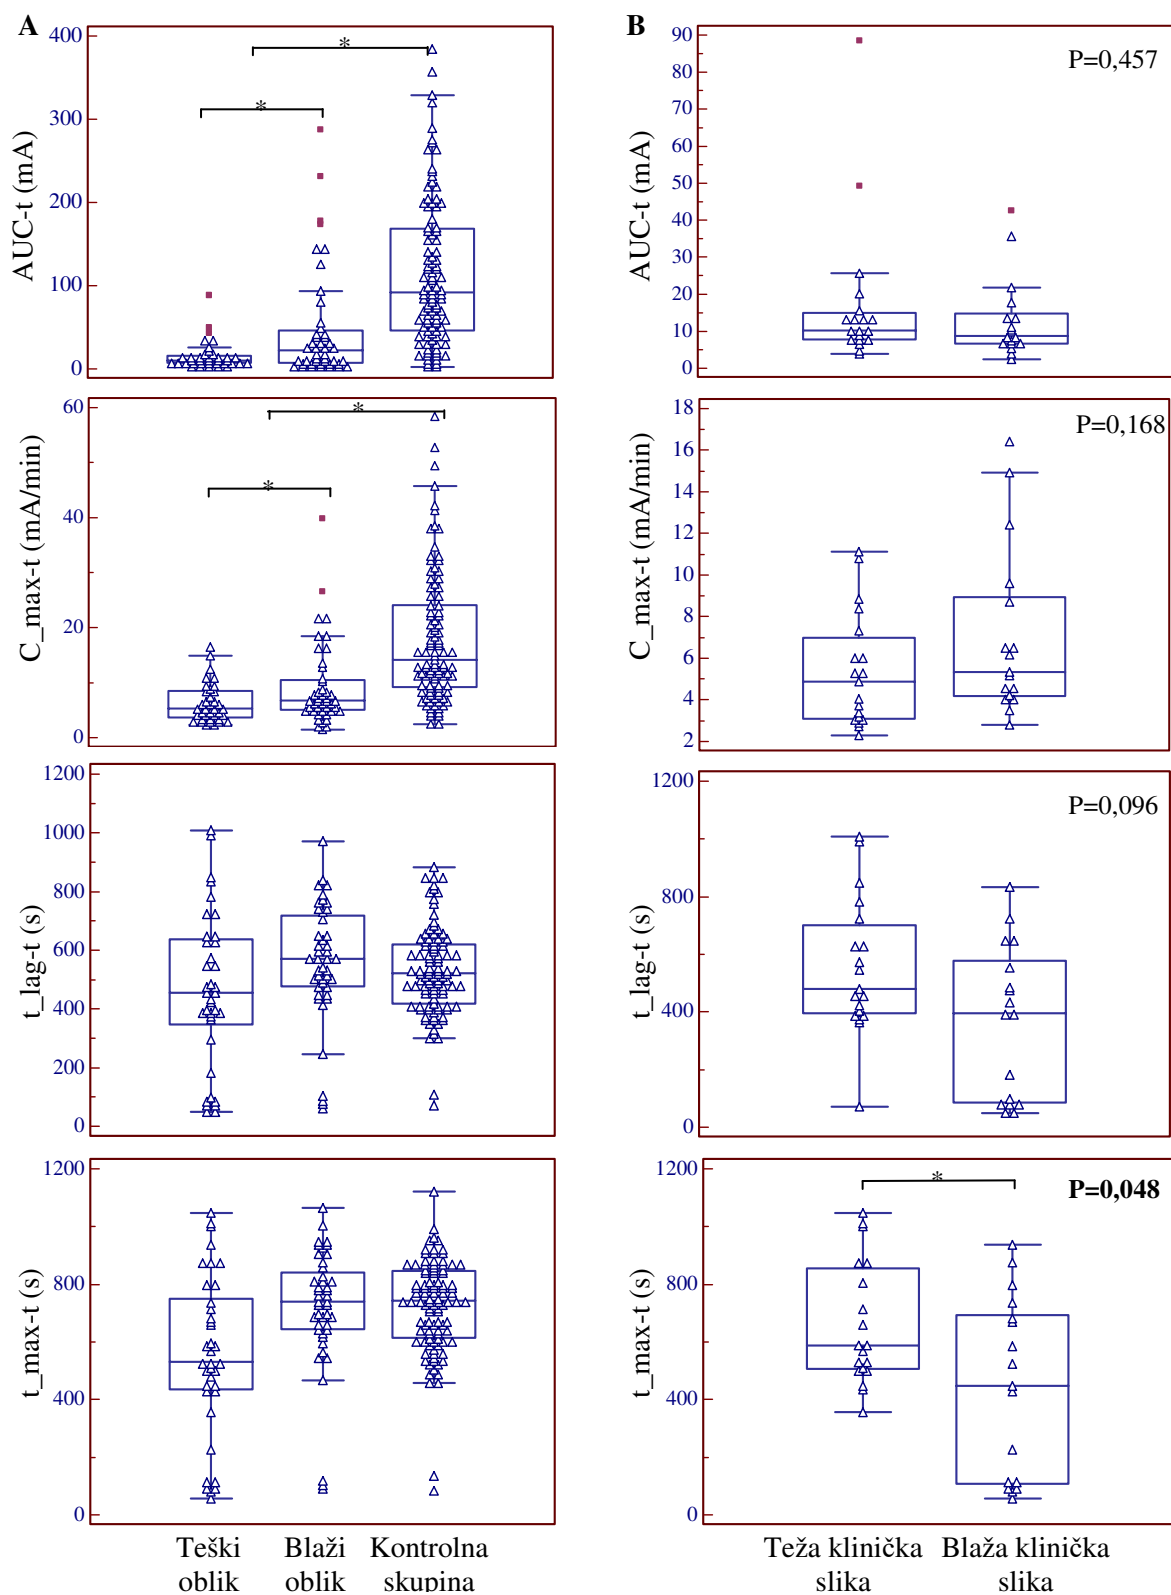 A
B
AUC-t (mA)
400
300
200
100
0
*
*
AUC-t (mA)
90
80
70
60
50
40
30
20
10
0
P=0,457
C_max-t (mA/min)
60
40
20
0
*
*
C_max-t (mA/min)
18
16
14
12
10
8
6
4
2
P=0,168
t_lag-t (s)
1200
1000
800
600
400
200
0
t_lag-t (s)
1200
800
400
0
P=0,096
t_max-t (s)
1200
800
400
0
t_max-t (s)
1200
800
400
0
*
P=0,048
Teški
oblik
Blaži
oblik
Kontrolna
skupina
Teža klinička
slika
Blaža klinička
slika